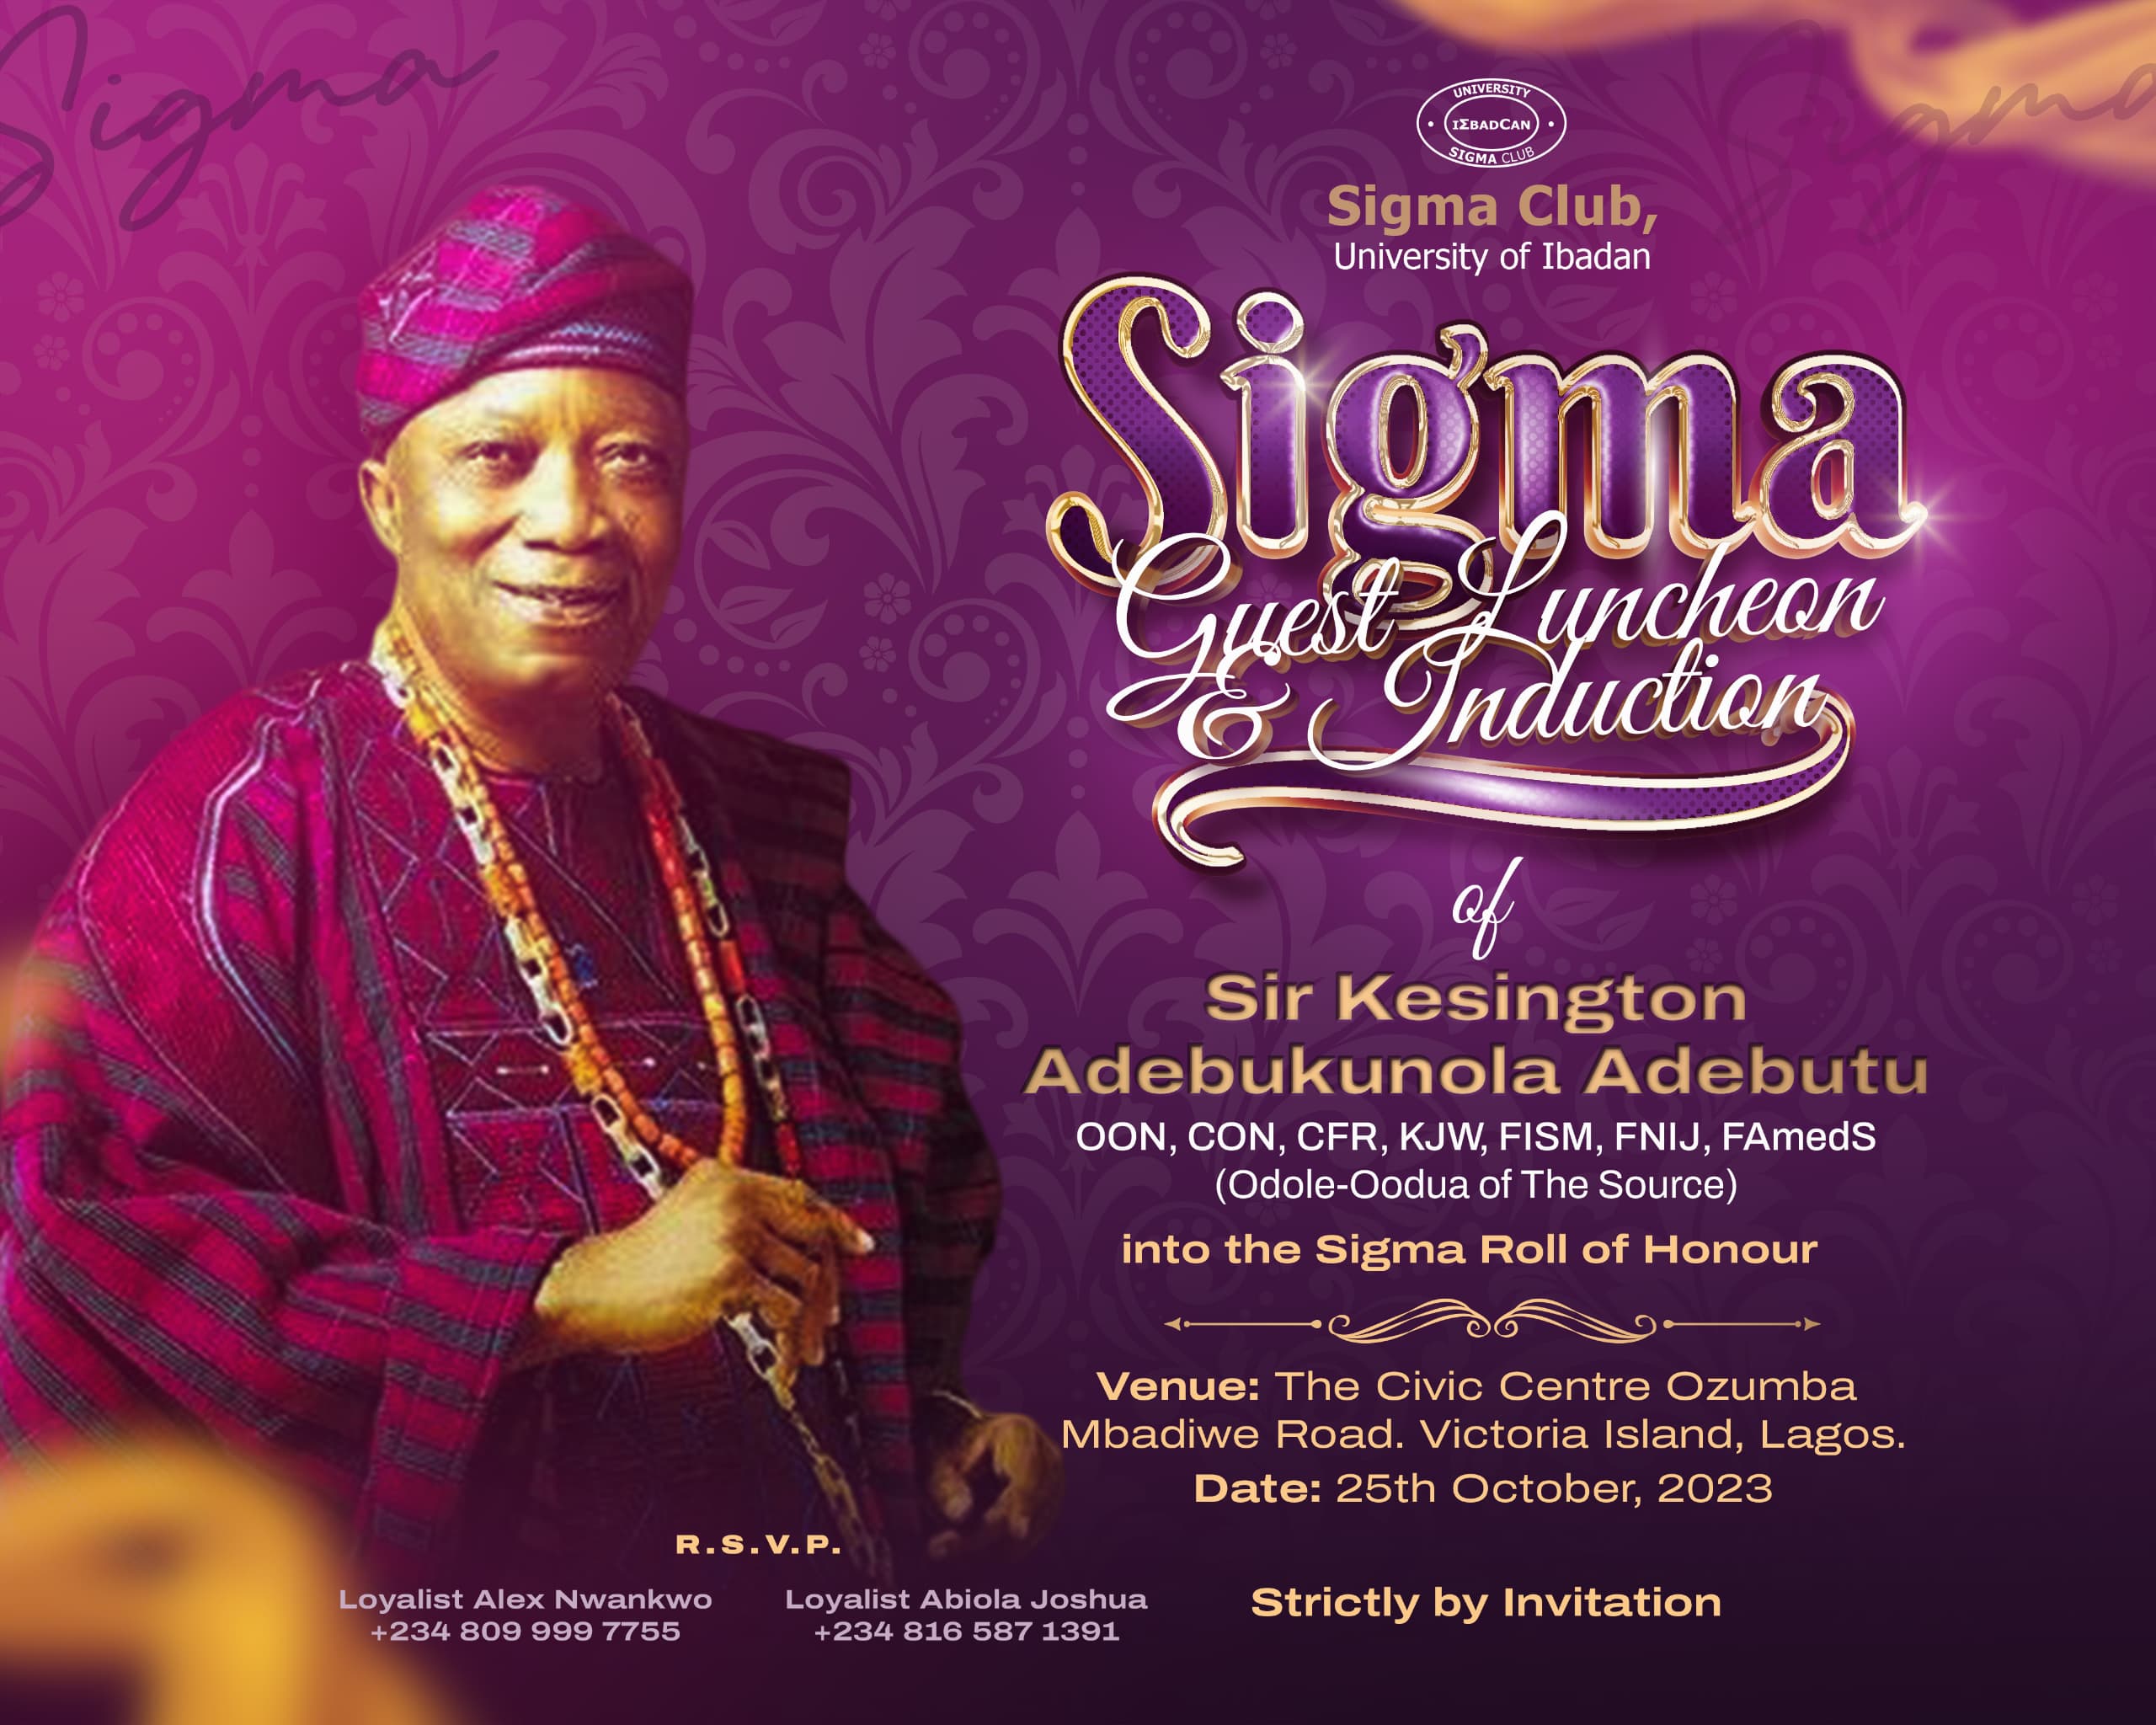 Sigma
Sigma
UNIVERSITY
IΣBADCAN
SIGMA CLUB
Sigma Club,
University of Ibadan
Sigma
Guest Luncheon
& Induction
of
Sir Kesington
Adebukunola Adebutu
OON, CON, CFR, KJW, FISM, FNIJ, FAmedS
(Odole-Oodua of The Source)
into the Sigma Roll of Honour
Venue: The Civic Centre Ozumba
Mbadiwe Road. Victoria Island, Lagos.
Date: 25th October, 2023
R.S.V.P.
Loyalist Alex Nwankwo
+234 809 999 7755
Loyalist Abiola Joshua
+234 816 587 1391
Strictly by Invitation